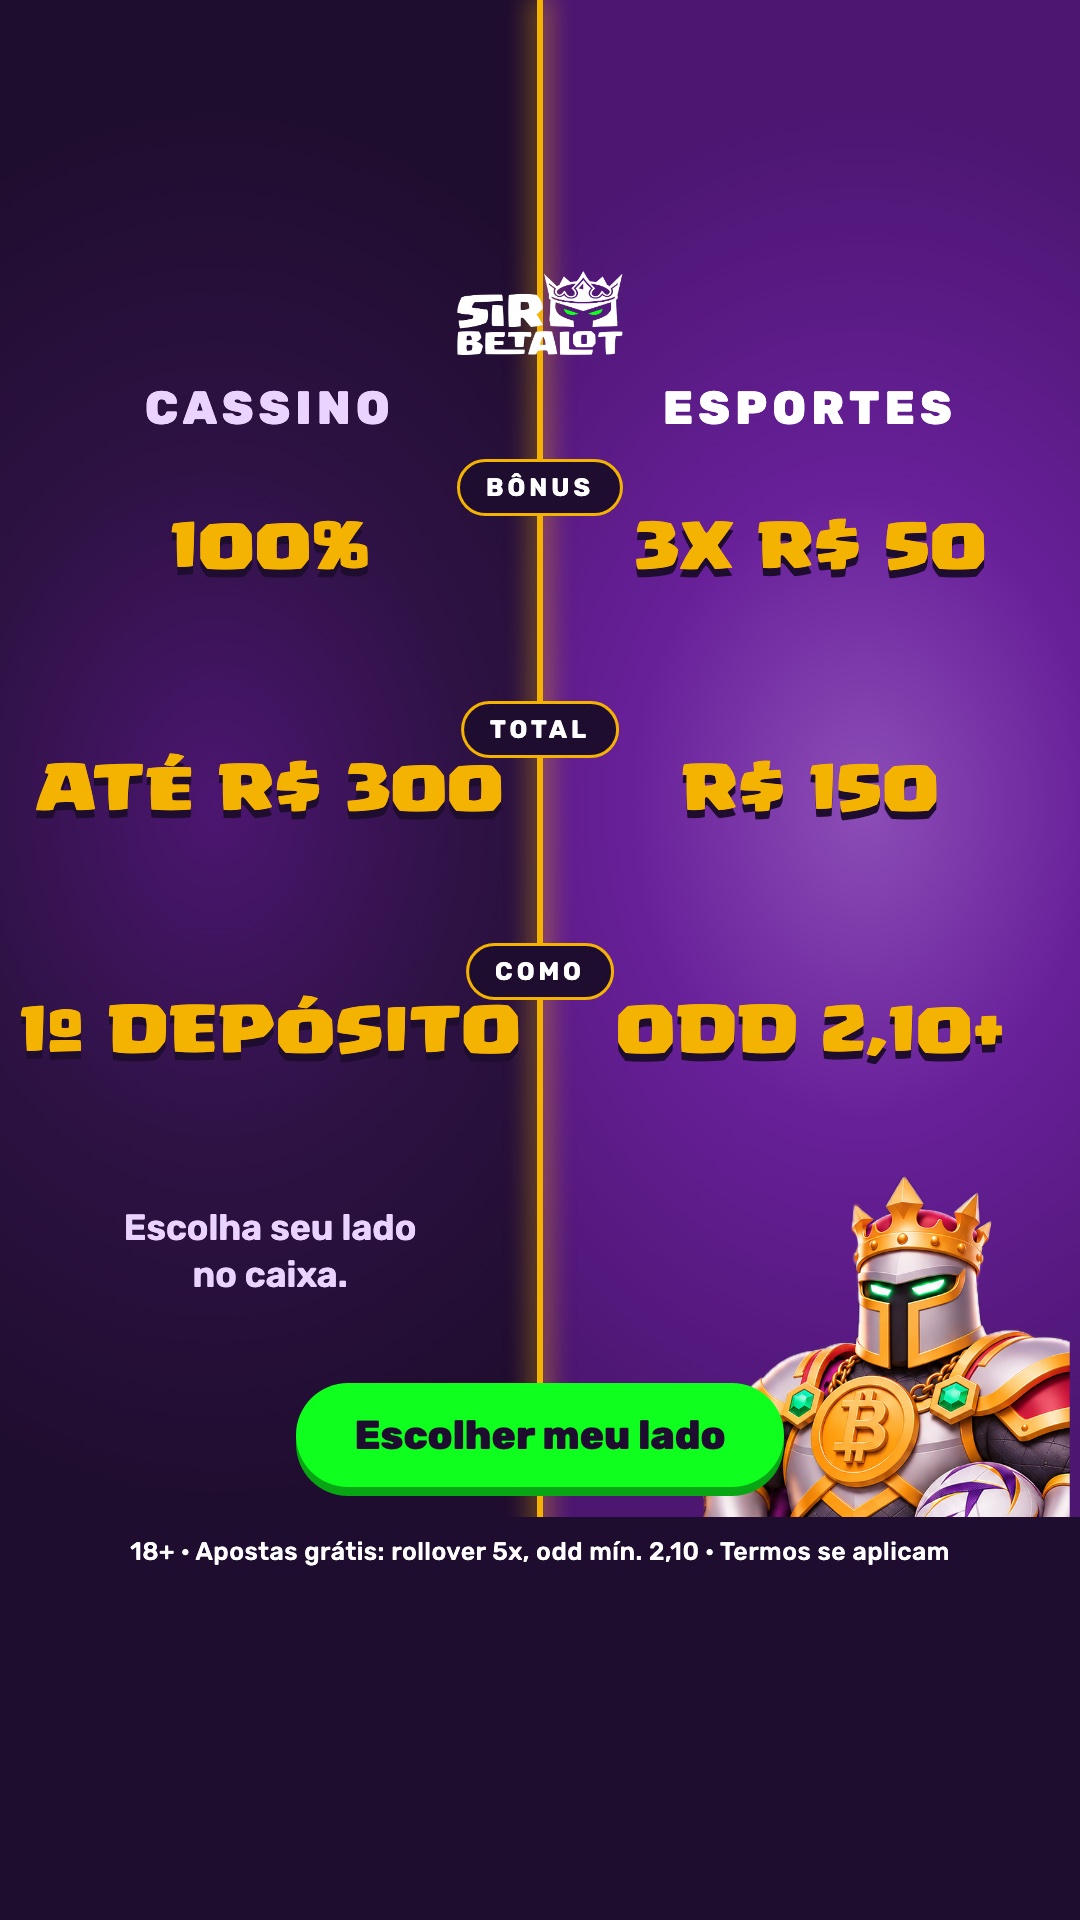 SIR
BETALOT
CASSINO
ESPORTES
BÔNUS
100%
3X R$ 50
TOTAL
ATÉ R$ 300
R$ 150
COMO
1º DEPÓSITO
ODD 2,10+
Escolha seu lado
no caixa.
Escolher meu lado
18+ • Apostas grátis: rollover 5x, odd mín. 2,10 • Termos se aplicam